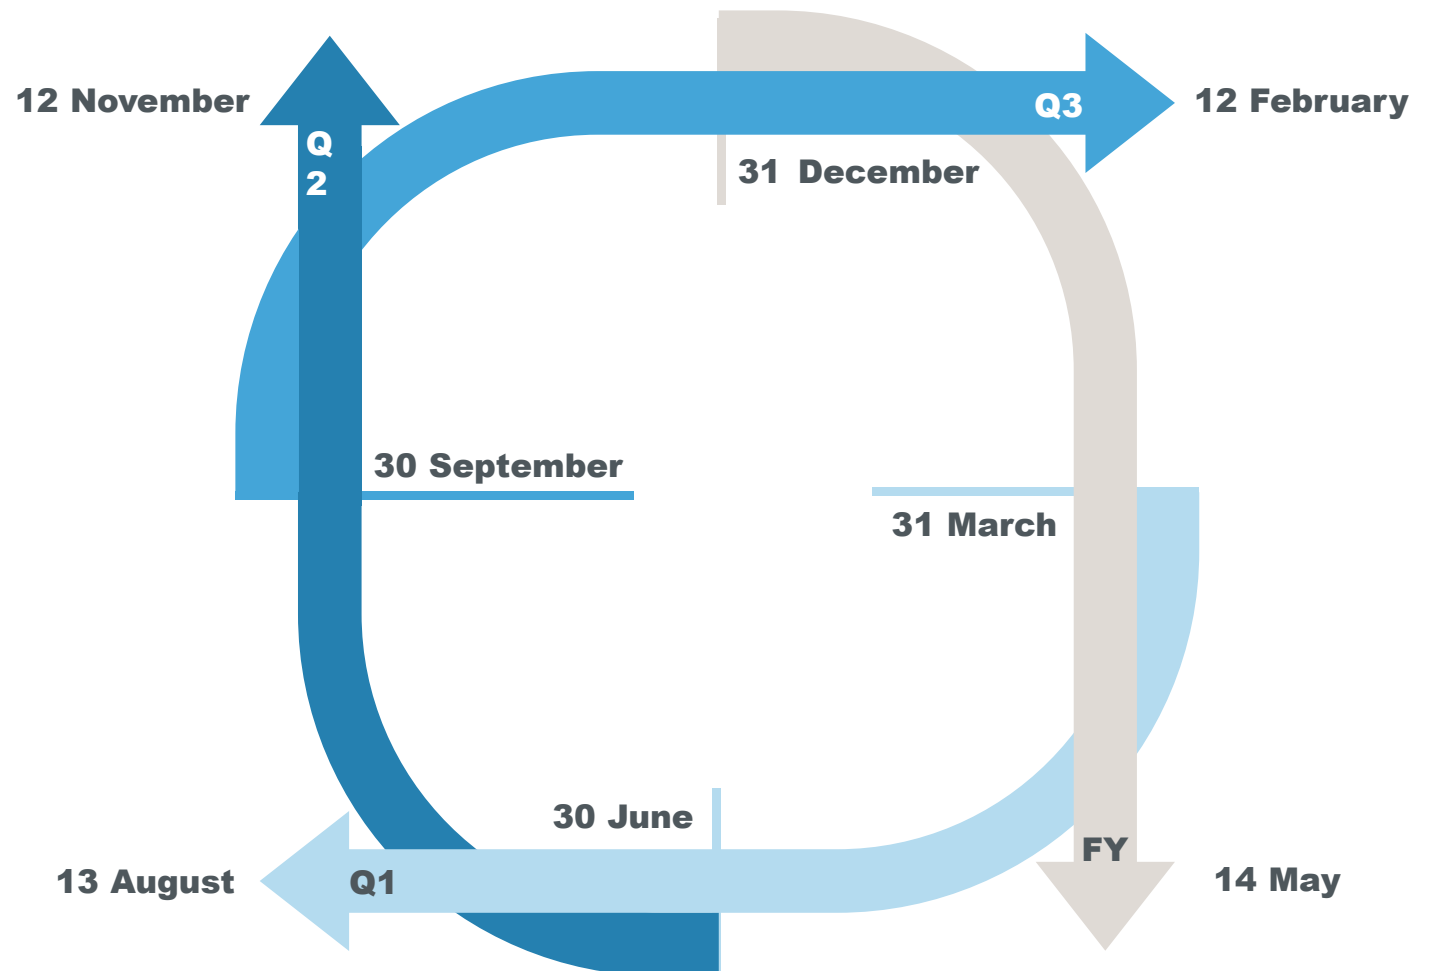 12 November
Q
2
Q3
12 February
31 December
30 September
31 March
30 June
FY
13 August
Q1
14 May